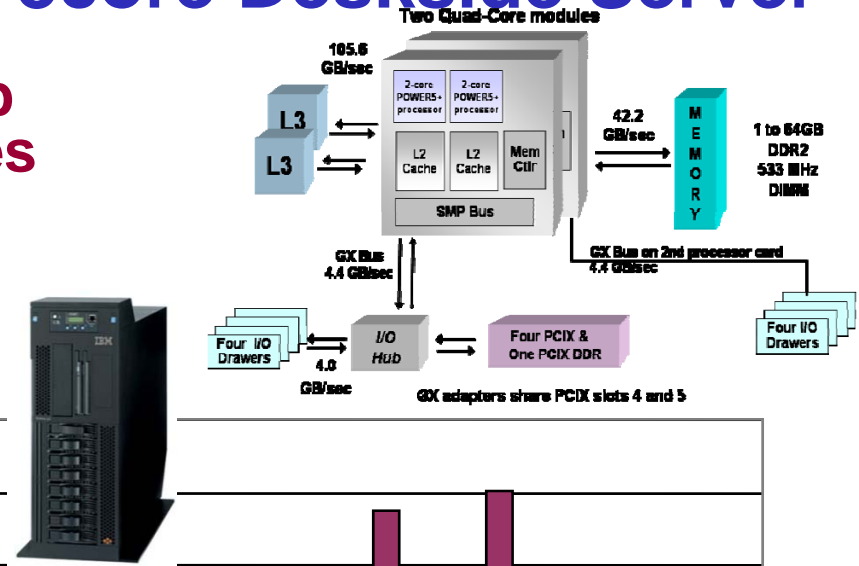 Deskside Server
Two Quad-Core modules
105.6
GB/sec
L3
L3
2-core
POWER5+
processor
2-core
POWER5+
processor
L2
Cache
L2
Cache
Mem
Ctlr
SMP Bus
42.2
GB/sec
MEMORY
1 to 64GB
DDR2
533 MHz
DIMM
GX Bus
4.4 GB/sec
GX Bus on 2nd processor card
4.4 GB/sec
Four I/O
Drawers
4.0
GB/sec
I/O
Hub
Four PCIX &
One PCIX DDR
Four I/O
Drawers
GX adapters share PCIX slots 4 and 5
IBM